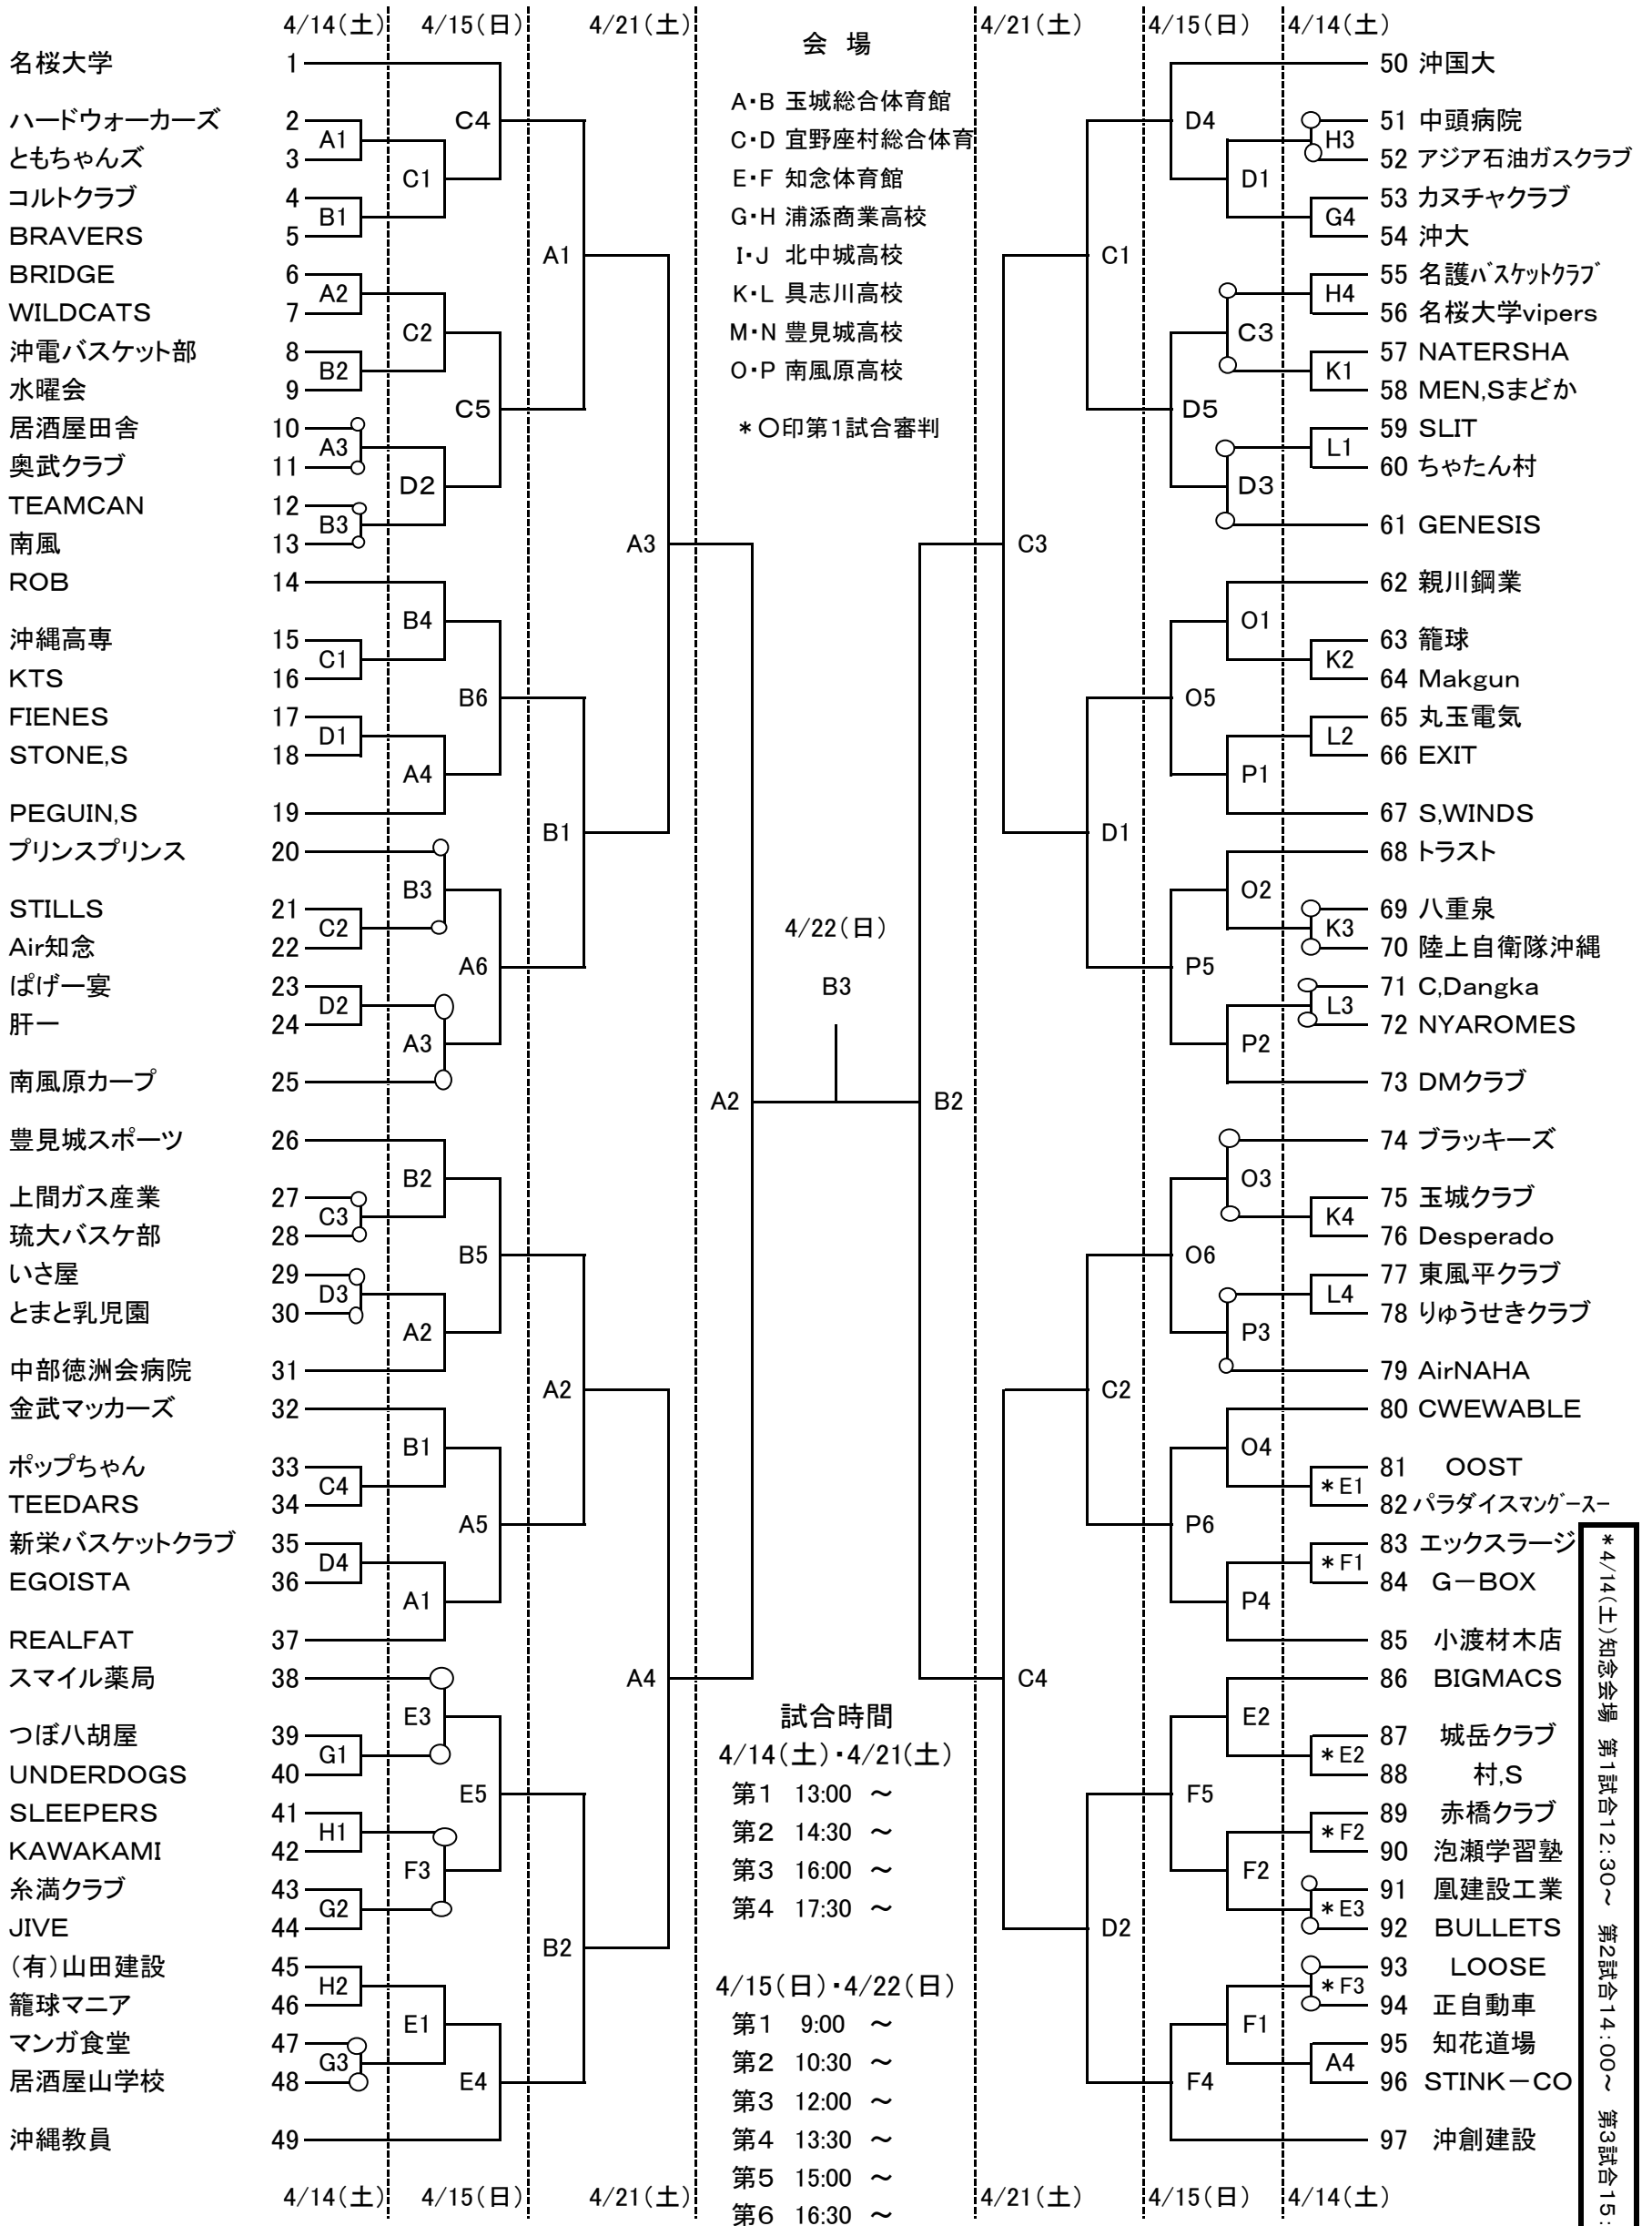 4/14(土) 4/15(日) 4/21(土) 会 場 4/21(土) 4/15(日) 4/14(土)
名桜大学 1
ハードウォーカーズ 2
ともちゃんズ 3
コルトクラブ 4
BRAVERS 5
BRIDGE 6
WILDCATS 7
沖電バスケット部 8
水曜会 9
居酒屋田舎 10
奥武クラブ 11
TEAMCAN 12
南風 13
ROB 14
沖縄高専 15
KTS 16
FIENES 17
STONE,S 18
PEGUIN,S 19
プリンスプリンス 20
STILLS 21
Air知念 22
ぱげ一宴 23
肝一 24
南風原カープ 25
豊見城スポーツ 26
上間ガス産業 27
琉大バスケ部 28
いさ屋 29
とまと乳児園 30
中部徳洲会病院 31
金武マッカーズ 32
ポップちゃん 33
TEEDARS 34
新栄バスケットクラブ 35
EGOISTA 36
REALFAT 37
スマイル薬局 38
つぼ八胡屋 39
UNDERDOGS 40
SLEEPERS 41
KAWAKAMI 42
糸満クラブ 43
JIVE 44
(有)山田建設 45
籠球マニア 46
マンガ食堂 47
居酒屋山学校 48
沖縄教員 49
A1
B1
A2
B2
A3
B3
C1
D1
C2
D2
C3
D3
C4
D4
G1
H1
G2
H2
G3
C1
C2
D2
B4
A4
B3
A3
B2
A2
B1
A1
E3
F3
E1
C4
C5
B6
A6
B5
A5
E5
E4
A1
B1
A2
B2
A3
A4
A2
A・B 玉城総合体育館
C・D 宜野座村総合体育
E・F 知念体育館
G・H 浦添商業高校
I・J 北中城高校
K・L 具志川高校
M・N 豊見城高校
O・P 南風原高校
*○印第1試合審判
4/22(日)
B3
試合時間
4/14(土)・4/21(土)
第1 13:00 ~
第2 14:30 ~
第3 16:00 ~
第4 17:30 ~
4/15(日)・4/22(日)
第1 9:00 ~
第2 10:30 ~
第3 12:00 ~
第4 13:30 ~
第5 15:00 ~
第6 16:30 ~
B2
C3
C4
C1
D1
C2
D2
D4
D5
O5
P5
O6
P6
F5
F4
D1
C3
D3
O1
P1
O2
P2
O3
P3
O4
P4
E2
F2
F1
H3
G4
H4
K1
L1
K2
L2
K3
L3
K4
L4
*E1
*F1
*E2
*F2
*E3
*F3
A4
50 沖国大
51 中頭病院
52 アジア石油ガスクラブ
53 カヌチャクラブ
54 沖大
55 名護バスケットクラブ
56 名桜大学vipers
57 NATERSHA
58 MEN,Sまどか
59 SLIT
60 ちゃたん村
61 GENESIS
62 親川鋼業
63 籠球
64 Makgun
65 丸玉電気
66 EXIT
67 S,WINDS
68 トラスト
69 八重泉
70 陸上自衛隊沖縄
71 C,Dangka
72 NYAROMES
73 DMクラブ
74 ブラッキーズ
75 玉城クラブ
76 Desperado
77 東風平クラブ
78 りゅうせきクラブ
79 AirNAHA
80 CWEWABLE
81 OOST
82 パラダイスマングースー
83 エックスラージ
84 G-BOX
85 小渡材木店
86 BIGMACS
87 城岳クラブ
88 村,S
89 赤橋クラブ
90 泡瀬学習塾
91 凰建設工業
92 BULLETS
93 LOOSE
94 正自動車
95 知花道場
96 STINK-CO
97 沖創建設
*4/14(土)知念会場 第1試合12:30~ 第2試合14:00~ 第3試合15:
4/14(土) 4/15(日) 4/21(土) 4/21(土) 4/15(日) 4/14(土)